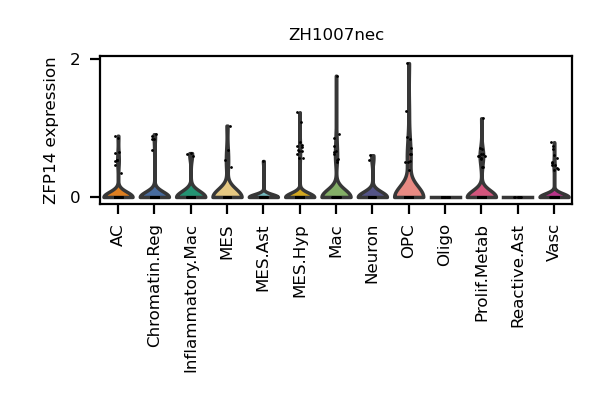 ZH1007nec
ZFP14 expression
2
0
AC
Chromatin.Reg
Inflammatory.Mac
MES
MES.Ast
MES.Hyp
Mac
Neuron
OPC
Oligo
Prolif.Metab
Reactive.Ast
Vasc